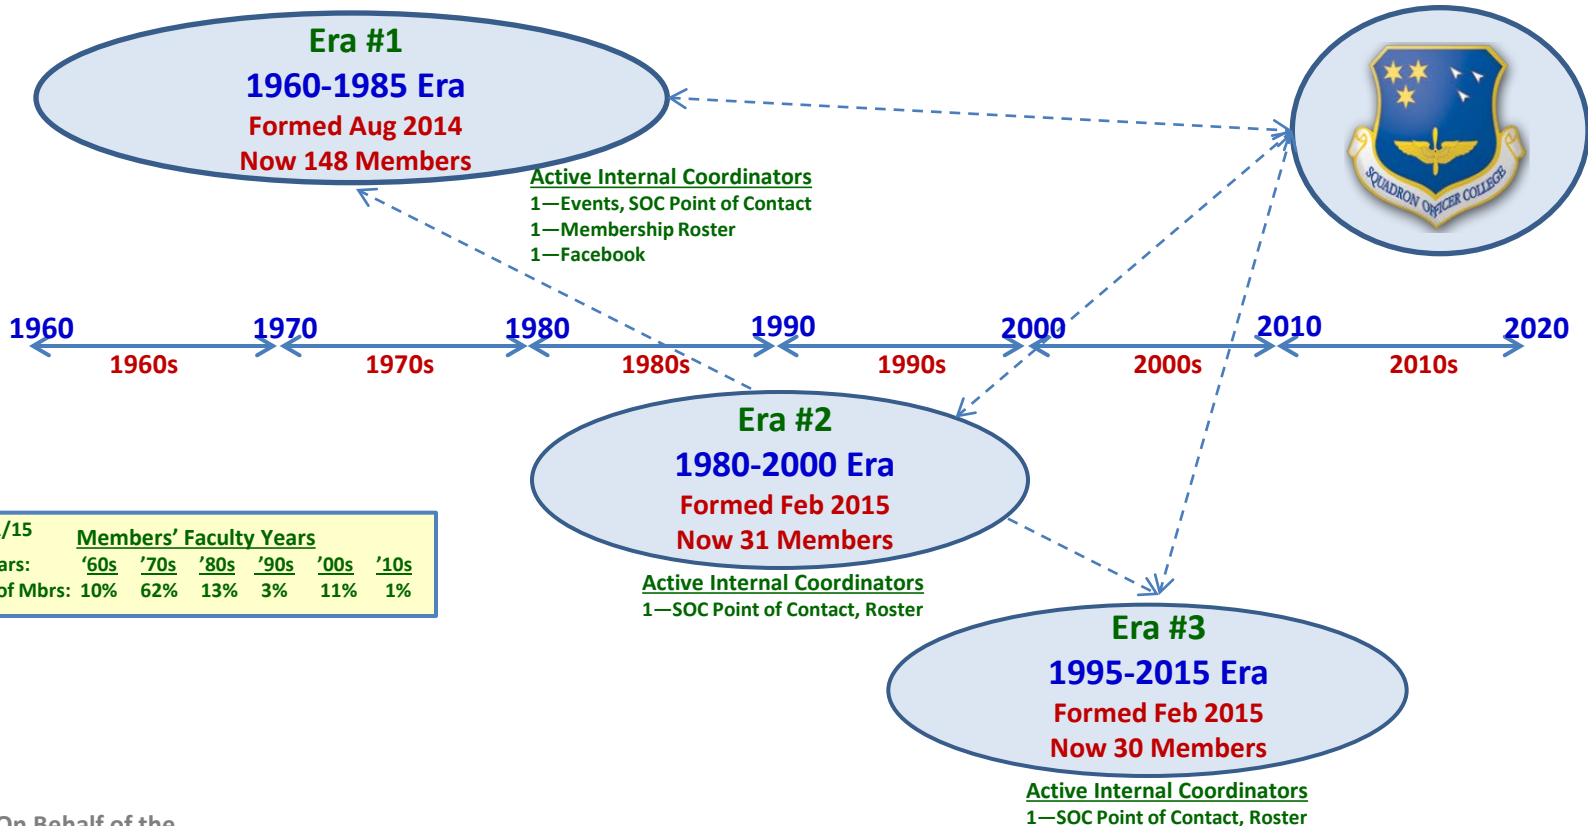 Era #1
1960-1985 Era
Formed Aug 2014
Now 148 Members
SQUADRON OFFICER COLLEGE
Active Internal Coordinators
1—Events, SOC Point of Contact
1—Membership Roster
1—Facebook
1960 1970 1980 1990 2000 2010 2020
1960s 1970s 1980s 1990s 2000s 2010s
Era #2
1980-2000 Era
Formed Feb 2015
Now 31 Members
Active Internal Coordinators
1—SOC Point of Contact, Roster
/15 Members’ Faculty Years
ars: ‘60s ’70s ’80s ’90s ’00s ’10s
of Mbrs: 10% 62% 13% 3% 11% 1%
Era #3
1995-2015 Era
Formed Feb 2015
Now 30 Members
Active Internal Coordinators
1—SOC Point of Contact, Roster
On Behalf of the